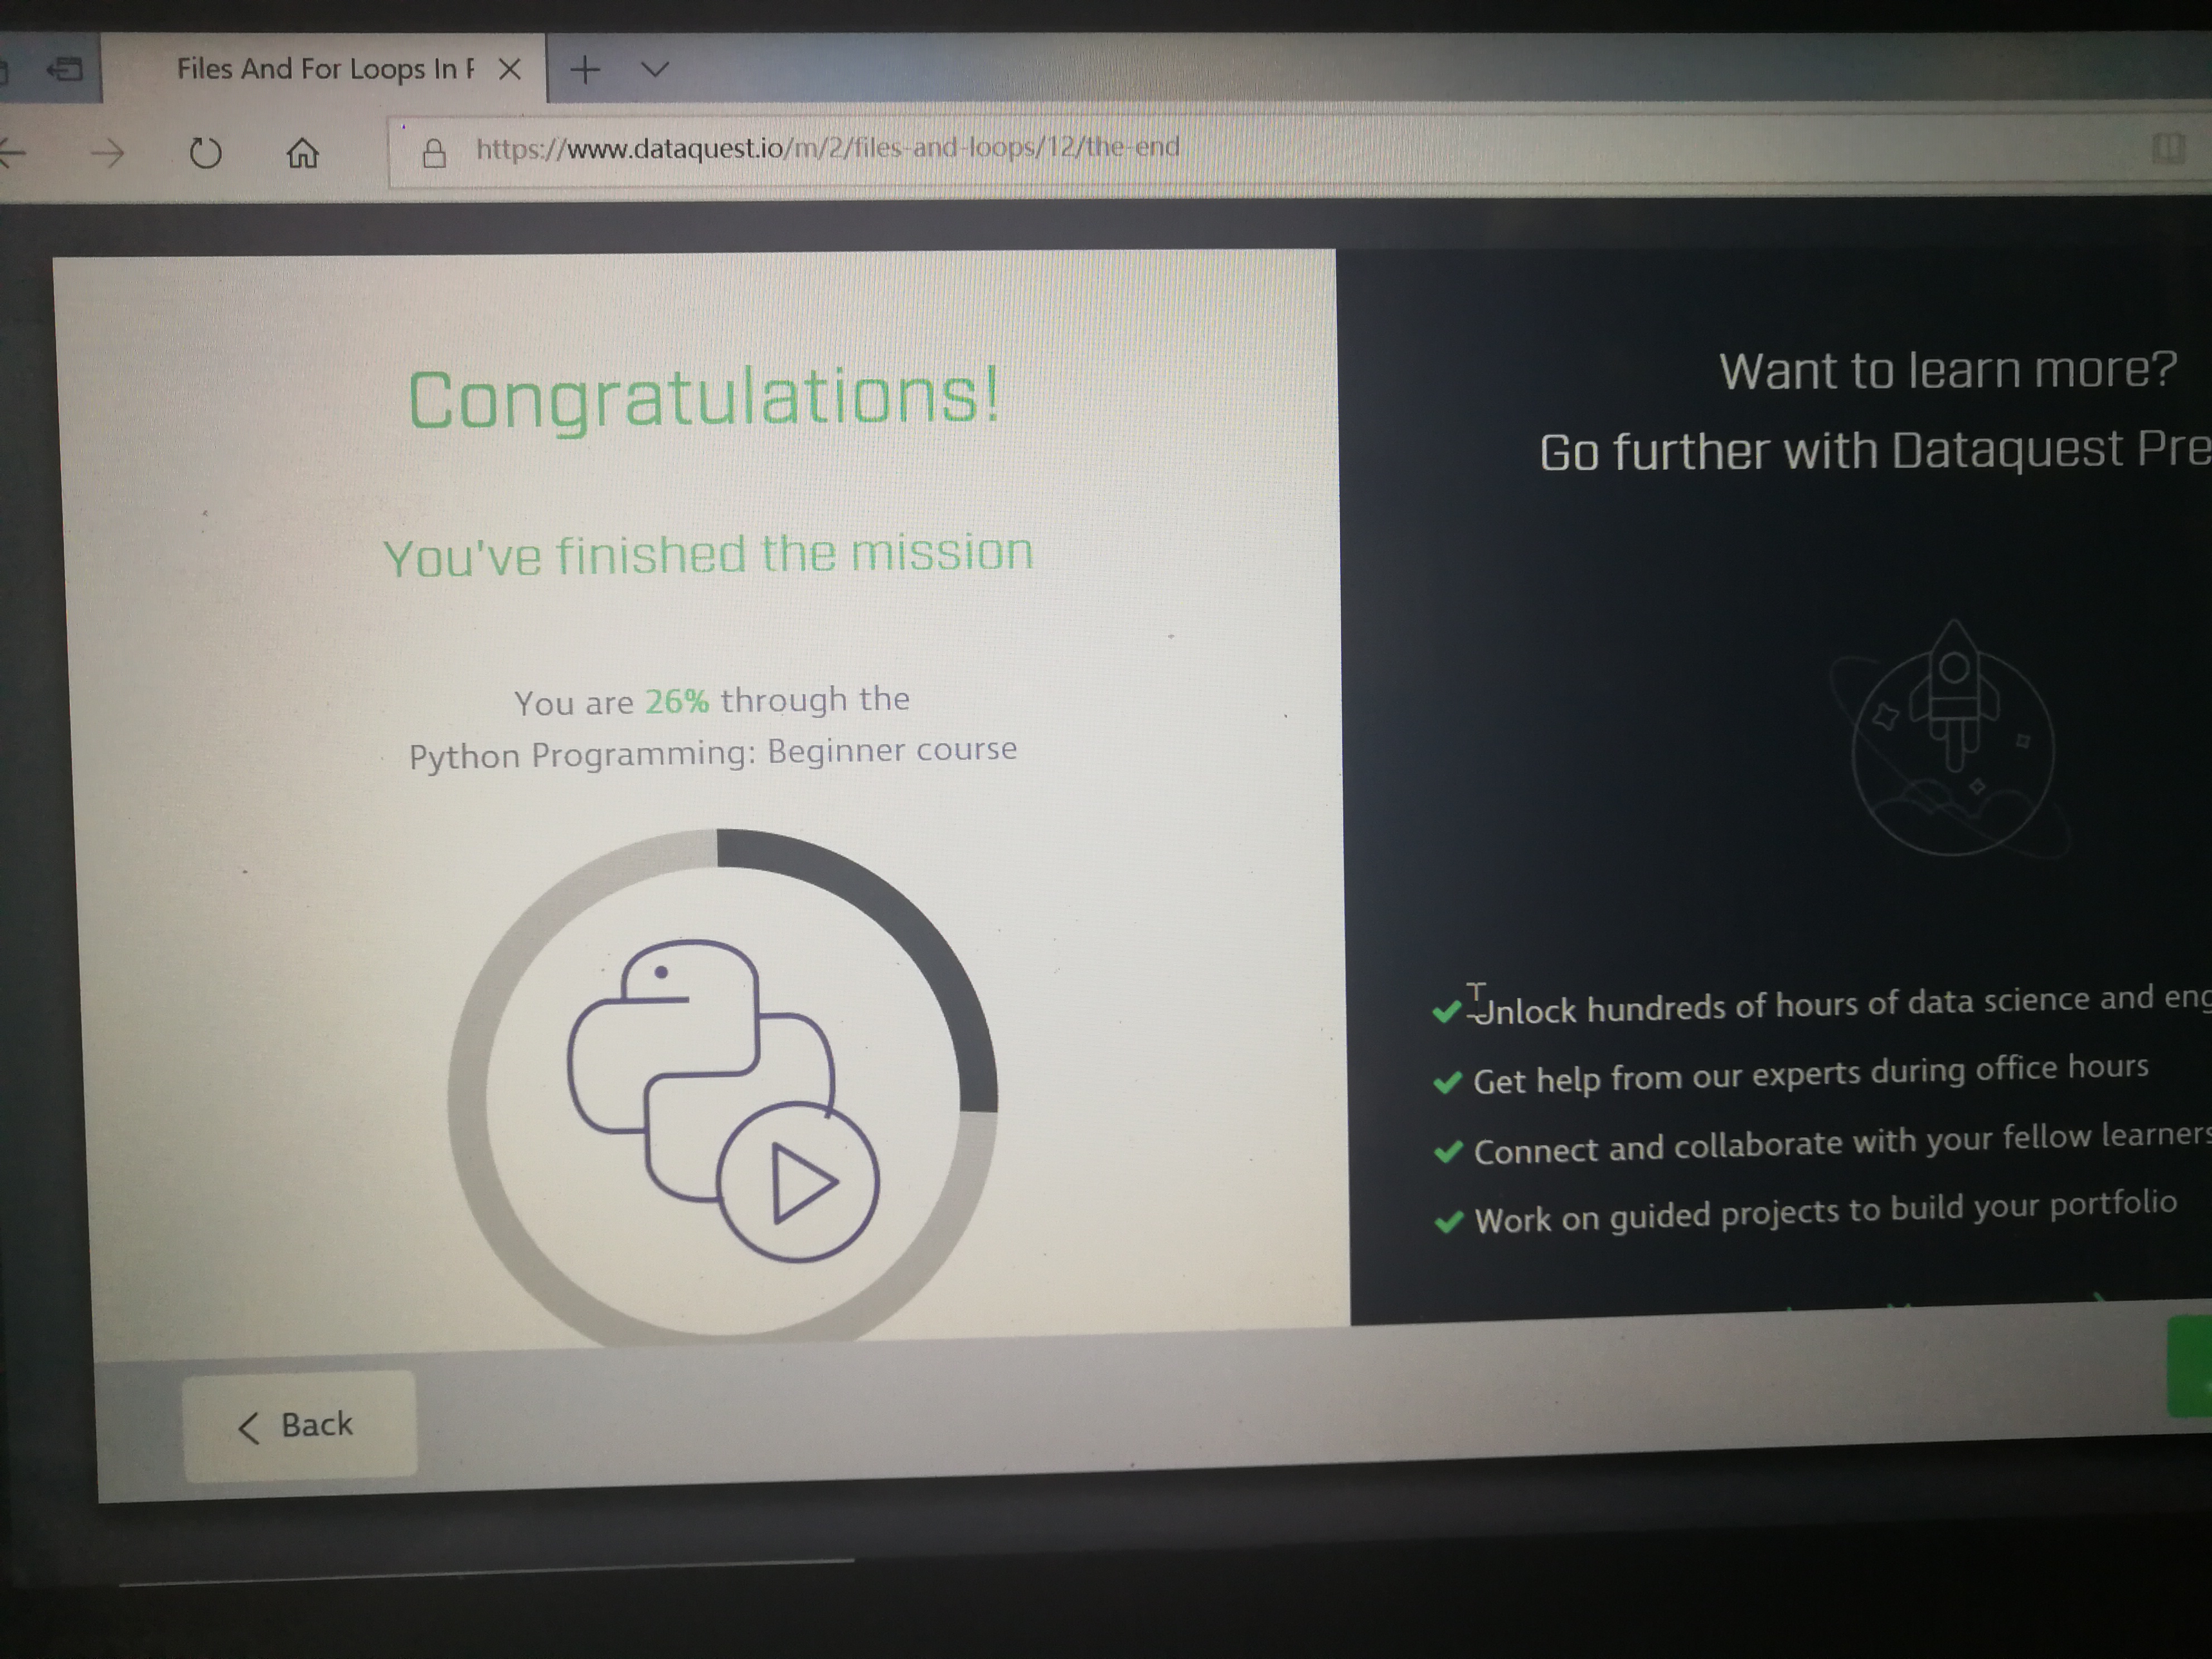 Files And For Loops In
https://www.dataquest.io/m/2/files-and-loops/12/the-end
Congratulations!
You've finished the mission
You are 26% through the
Python Programming: Beginner course
Want to learn more?
Go further with Dataquest Pre
Unlock hundreds of hours of data science and eng
Get help from our experts during office hours
Connect and collaborate with your fellow learners
Work on guided projects to build your portfolio
Back